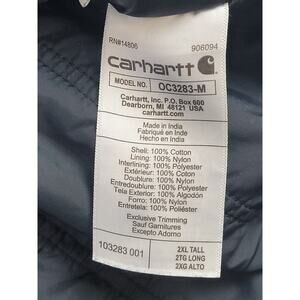 RN#14806 906094
carhartt
MODEL NO. OC3283-M
Carhartt, Inc. P.O. Box 600
Dearborn, MI 48121 USA
carhartt.com
Made in India
Fabriqué en Inde
Hecho en India
Shell: 100% Cotton
Lining: 100% Nylon
Interlining: 100% Polyester
Extérieur: 100% Coton
Doublure: 100% Nylon
Entredoublure: 100% Polyester
Tela Exterior: 100% Algodón
Forro: 100% Nylon
Entretela: 100% Poliéster
Exclusive Trimming
Sauf Garnitures
Excepto Adorno
103283 001
2XL TALL
2TG LONG
2XG ALTO